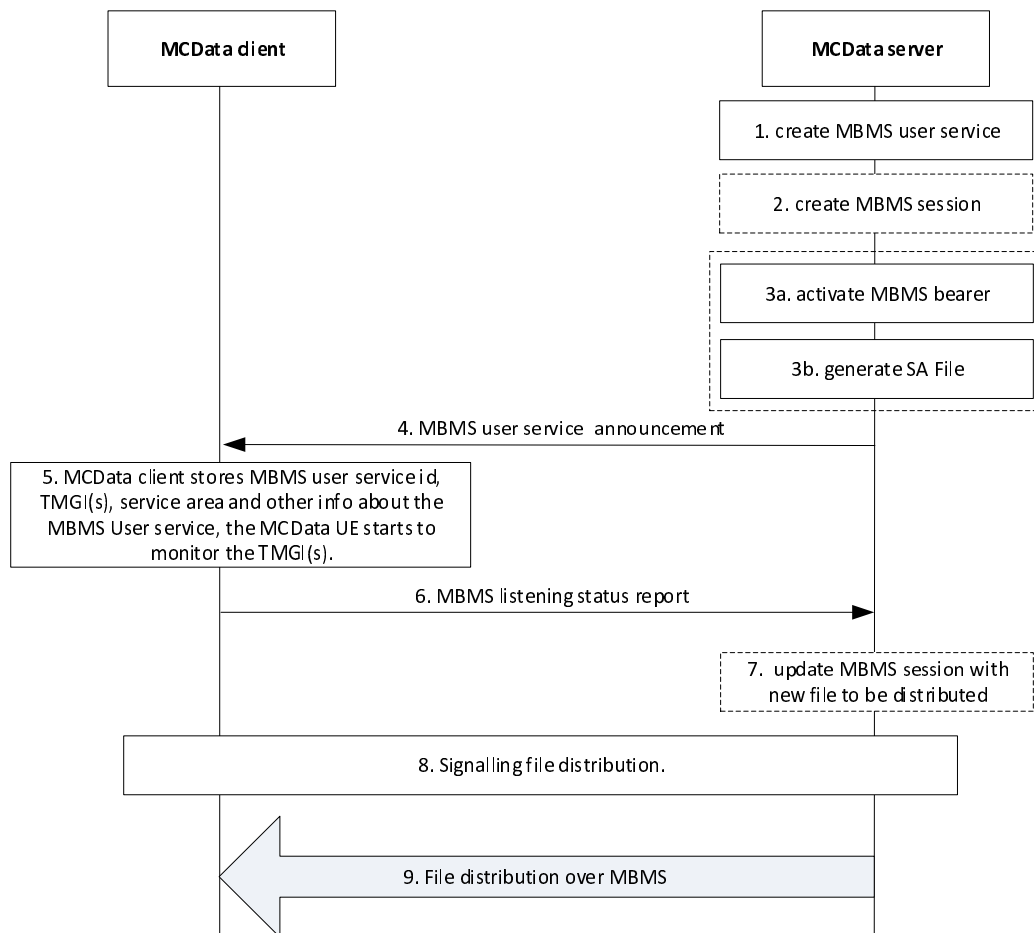 MCData client
MCData server
1. create MBMS user service
2. create MBMS session
3a. activate MBMS bearer
3b. generate SA File
4. MBMS user service announcement
5. MCData client stores MBMS user service id,
TMGI(s), service area and other info about the
MBMS User service, the MCData UE starts to
monitor the TMGI(s).
6. MBMS listening status report
7. update MBMS session with
new file to be distributed
8. Signalling file distribution.
9. File distribution over MBMS